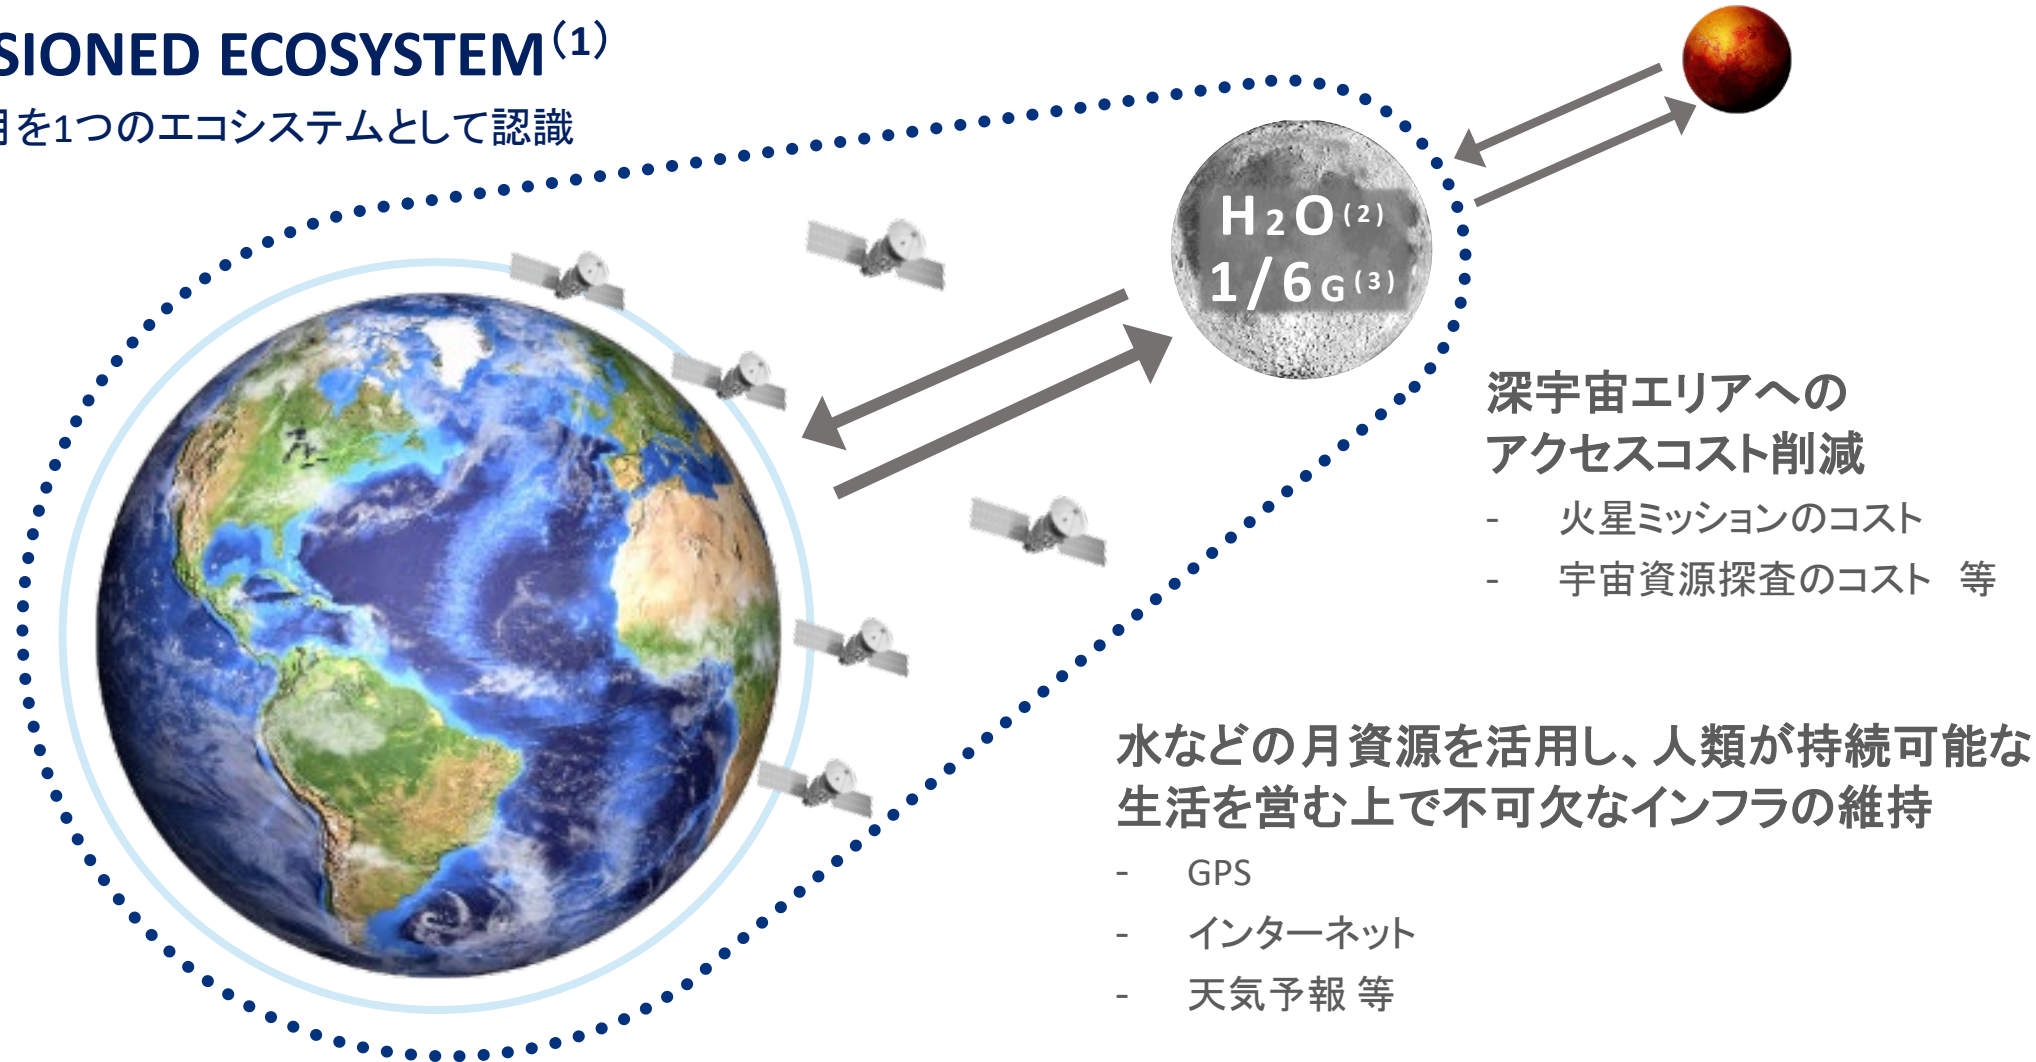 SIONED ECOSYSTEM(1)
月を1つのエコシステムとして認識
H2O(2)
1/6G(3)
深宇宙エリアへの
アクセスコスト削減
- 火星ミッションのコスト
- 宇宙資源探査のコスト 等
水などの月資源を活用し、人類が持続可能な
生活を営む上で不可欠なインフラの維持
- GPS
- インターネット
- 天気予報 等